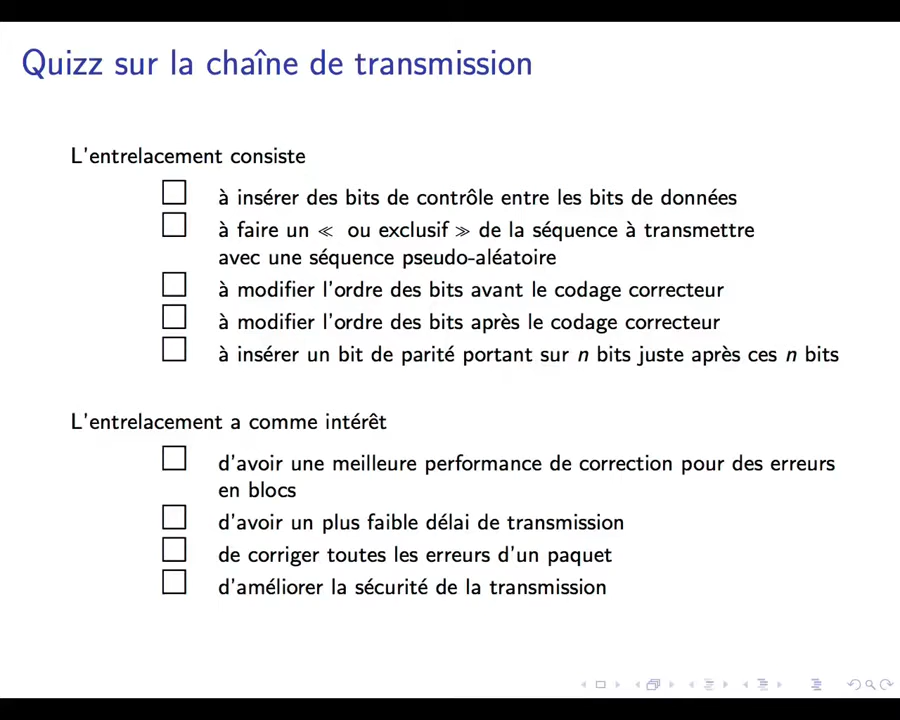 Quizz sur la chaîne de transmission
L'entrelacement consiste
à insérer des bits de contrôle entre les bits de données
à faire un ≪ ou exclusif ≫ de la séquence à transmettre
avec une séquence pseudo-aléatoire
à modifier l'ordre des bits avant le codage correcteur
à modifier l'ordre des bits après le codage correcteur
à insérer un bit de parité portant sur n bits juste après ces n bits
L'entrelacement a comme intérêt
d'avoir une meilleure performance de correction pour des erreurs
en blocs
d'avoir un plus faible délai de transmission
de corriger toutes les erreurs d'un paquet
d'améliorer la sécurité de la transmission